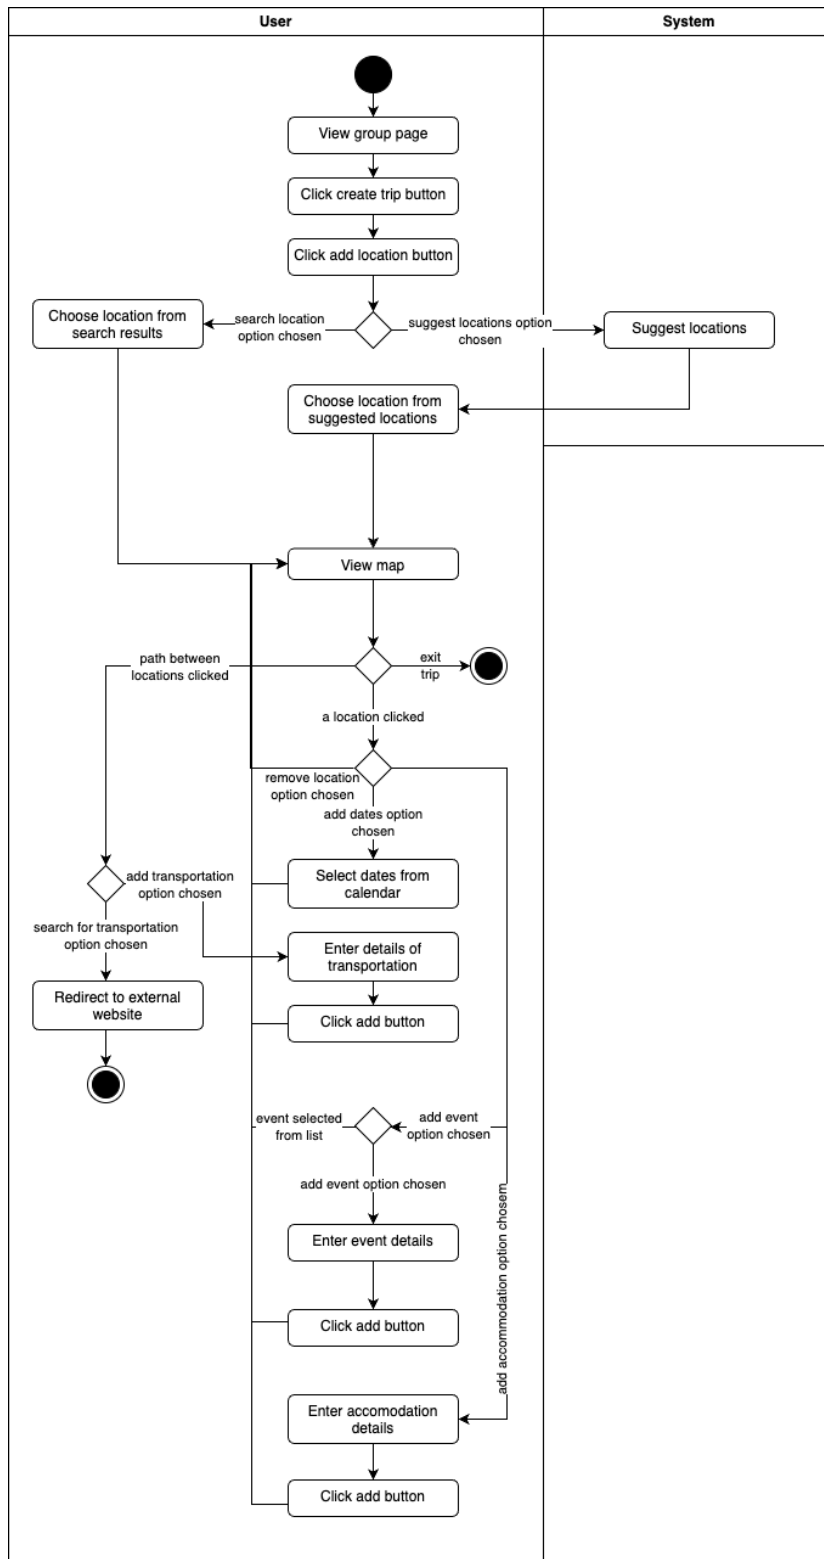 User
System
View group page
Click create trip button
Click add location button
Choose location from
search results
search location
option chosen
suggest locations option
chosen
Suggest locations
Choose location from
suggested locations
View map
path between
locations clicked
exit
trip
a location clicked
remove location
option chosen
add dates option
chosen
add transportation
option chosen
Select dates from
calendar
search for transportation
option chosen
Enter details of
transportation
Redirect to external
website
Click add button
event selected
from list
add event
option chosen
add event option chosen
Enter event details
add accommodation option chosem
Click add button
Enter accomodation
details
Click add button